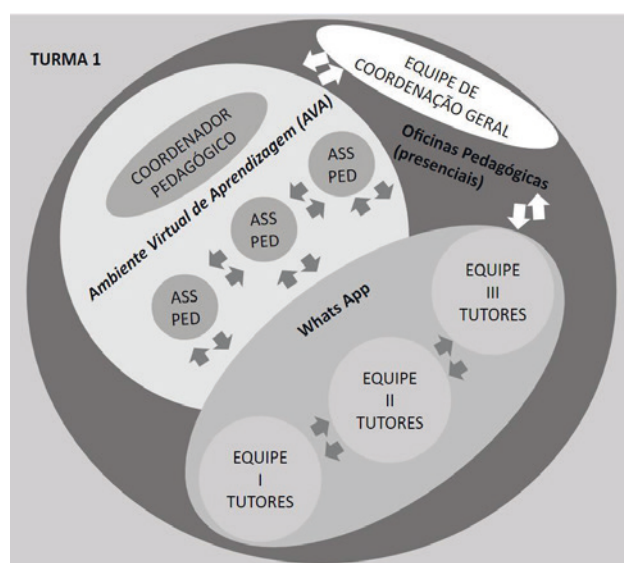 TURMA 1
EQUIPE DE
COORDENAÇÃO GERAL
Oficinas Pedagógicas
(presenciais)
COORDENADOR
PEDAGÓGICO
Ambiente Virtual de Aprendizagem (AVA)
ASS
PED
ASS
PED
ASS
PED
Whats App
EQUIPE
III
TUTORES
EQUIPE
II
TUTORES
EQUIPE
I
TUTORES